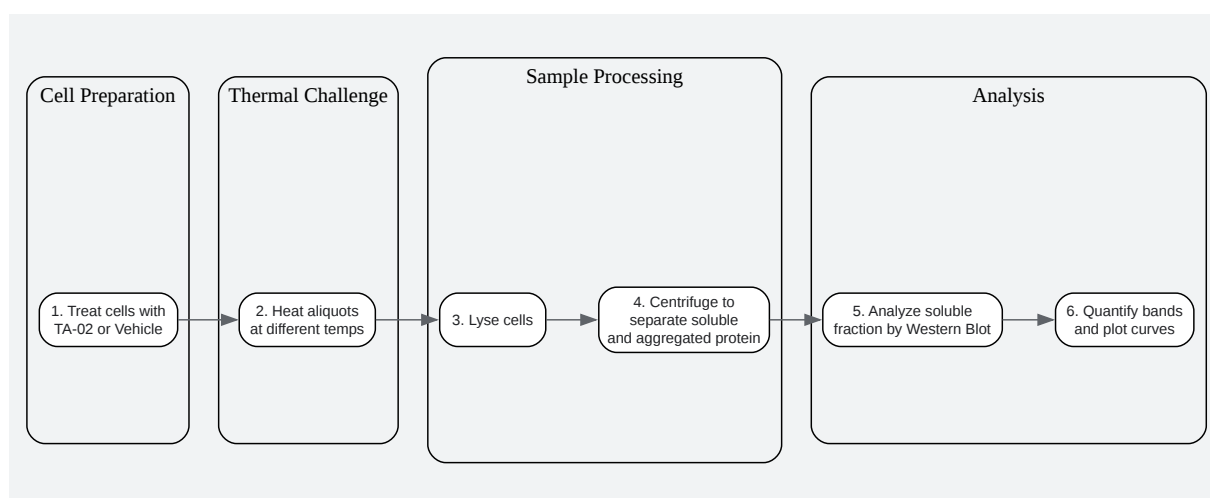 Cell Preparation
1. Treat cells with
TA-02 or Vehicle
Thermal Challenge
2. Heat aliquots
at different temps
Sample Processing
3. Lyse cells
4. Centrifuge to
separate soluble
and aggregated protein
Analysis
5. Analyze soluble
fraction by Western Blot
6. Quantify bands
and plot curves